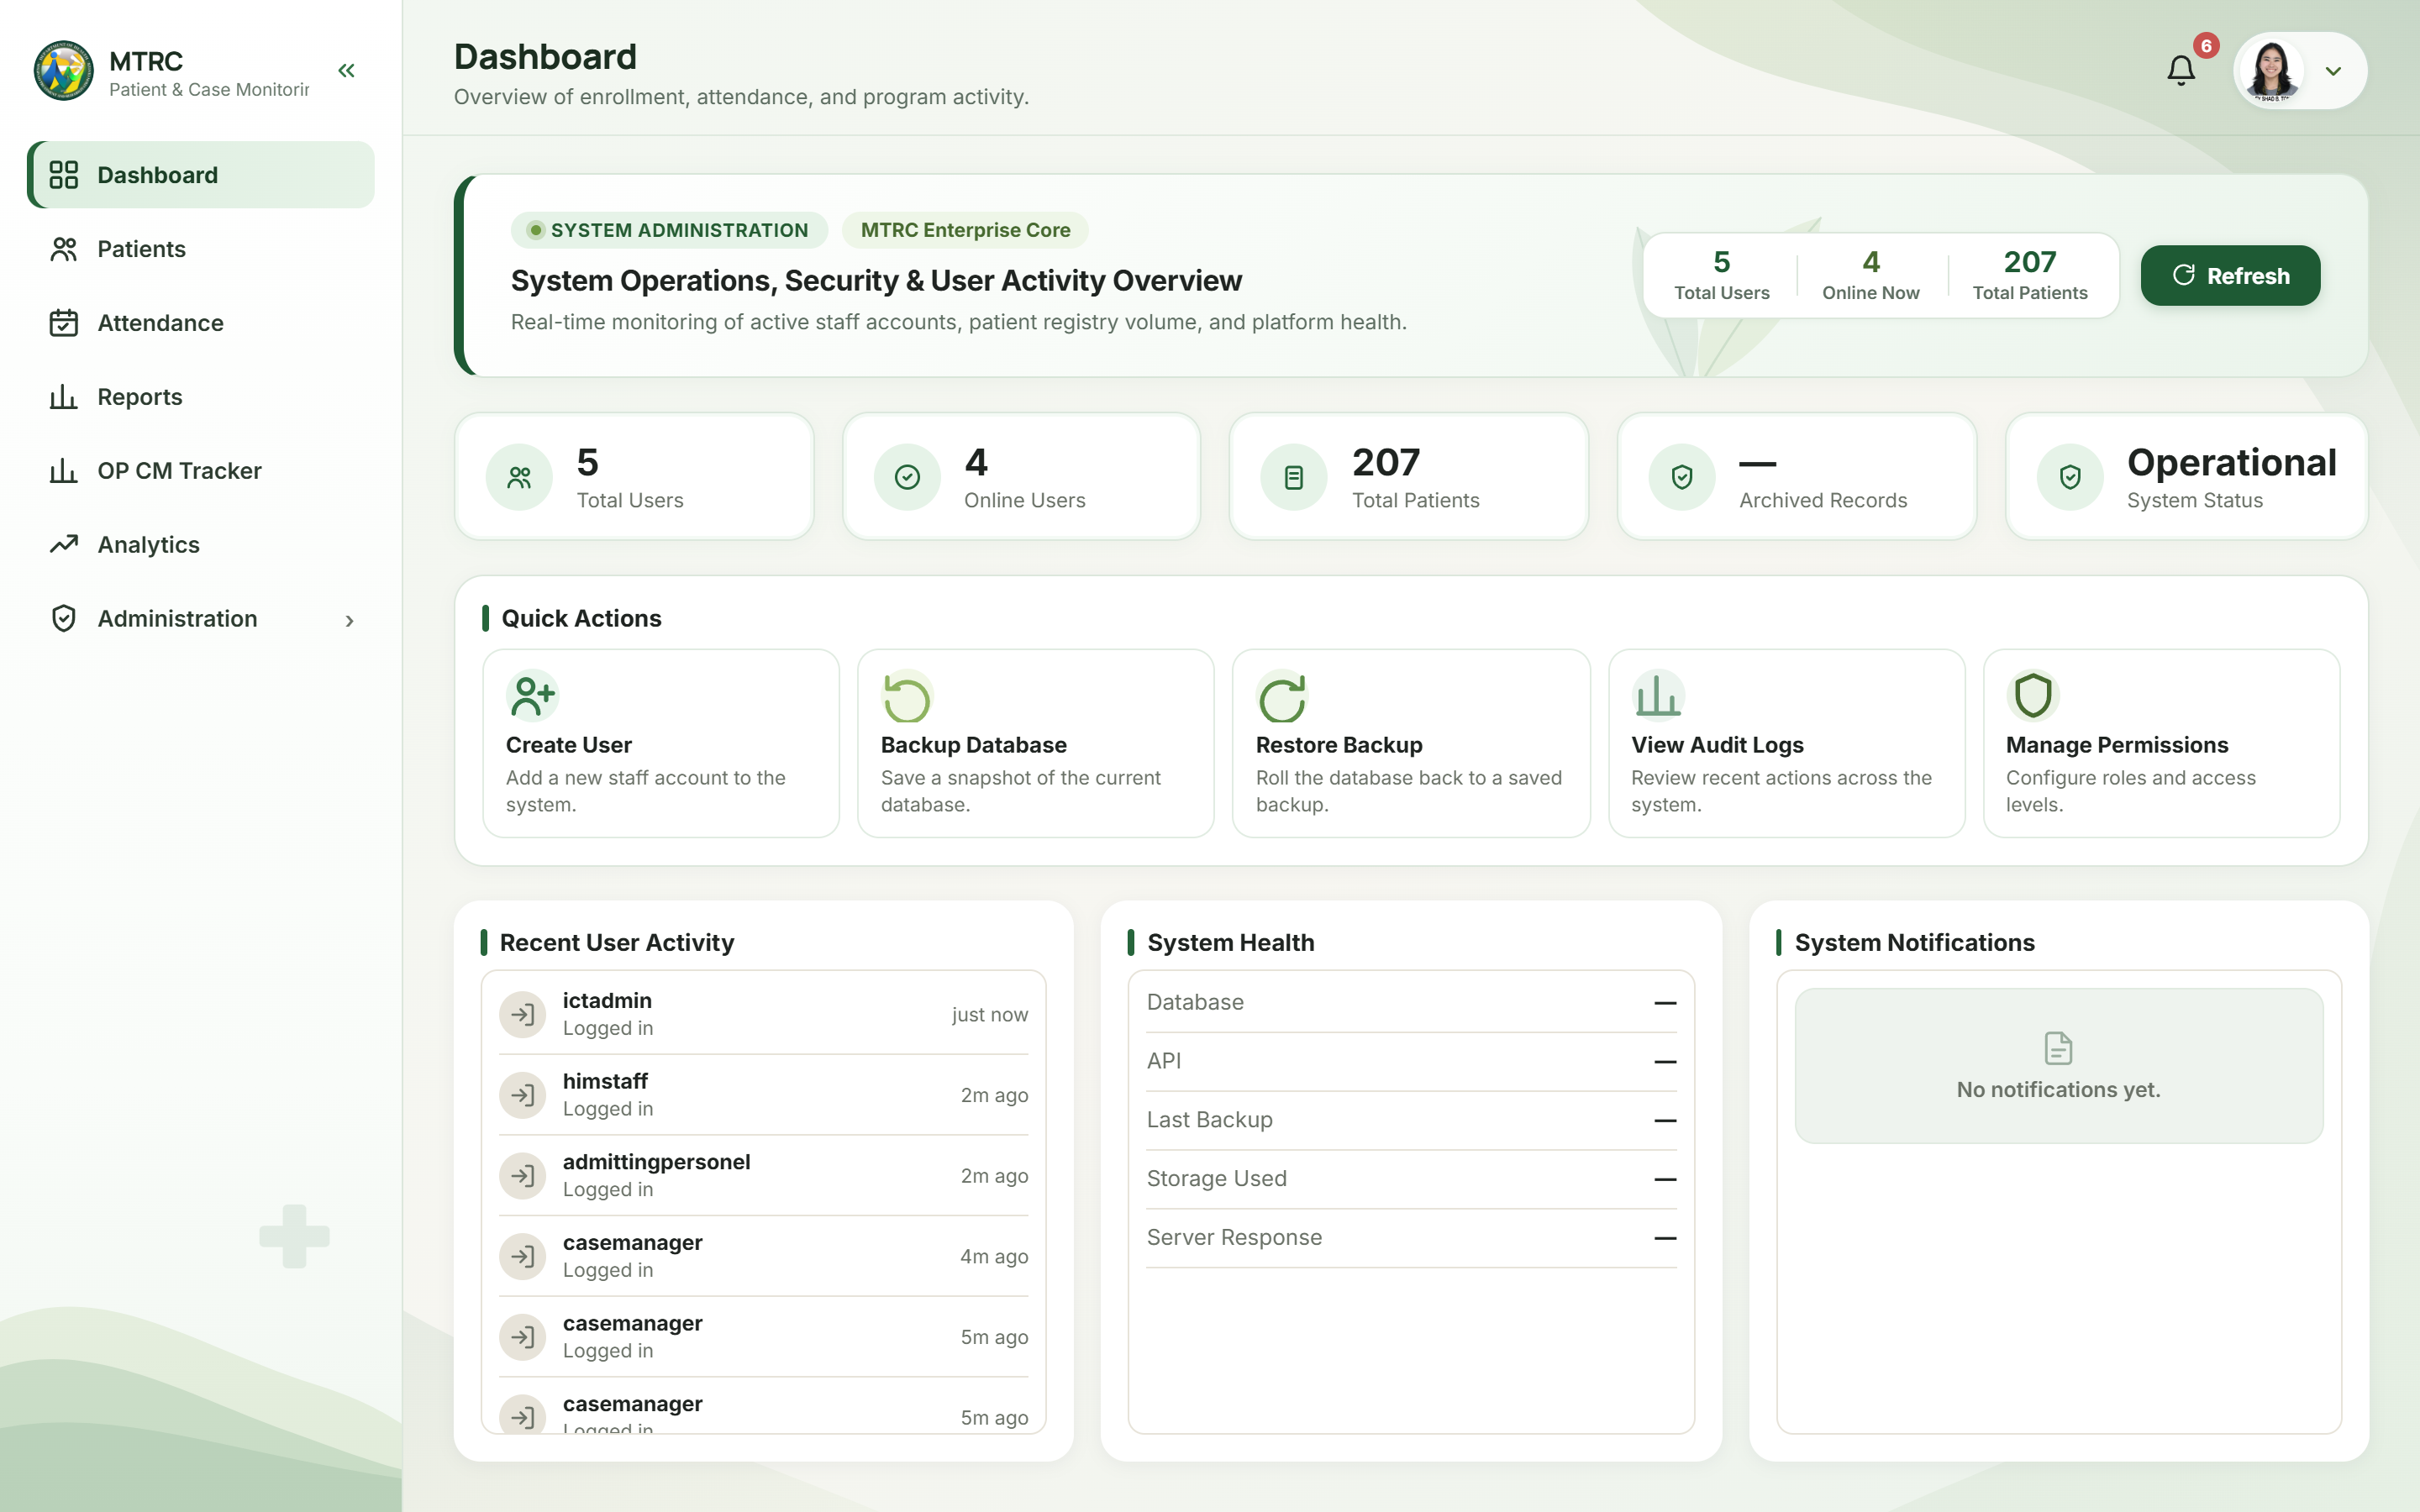 MTRC
Patient & Case Monitorir
Dashboard
Patients
Attendance
Reports
OP CM Tracker
Analytics
Administration
Dashboard
Overview of enrollment, attendance, and program activity.
6
SYSTEM ADMINISTRATION
MTRC Enterprise Core
System Operations, Security & User Activity Overview
Real-time monitoring of active staff accounts, patient registry volume, and platform health.
5
Total Users
4
Online Now
207
Total Patients
Refresh
5
Total Users
4
Online Users
207
Total Patients
—
Archived Records
Operational
System Status
Quick Actions
Create User
Add a new staff account to the
system.
Backup Database
Save a snapshot of the current
database.
Restore Backup
Roll the database back to a saved
backup.
View Audit Logs
Review recent actions across the
system.
Manage Permissions
Configure roles and access
levels.
Recent User Activity
ictadmin
Logged in
just now
himstaff
Logged in
2m ago
admittingpersonel
Logged in
2m ago
casemanager
Logged in
4m ago
casemanager
Logged in
5m ago
casemanager
Logged in
5m ago
System Health
Database —
API —
Last Backup —
Storage Used —
Server Response —
System Notifications
No notifications yet.